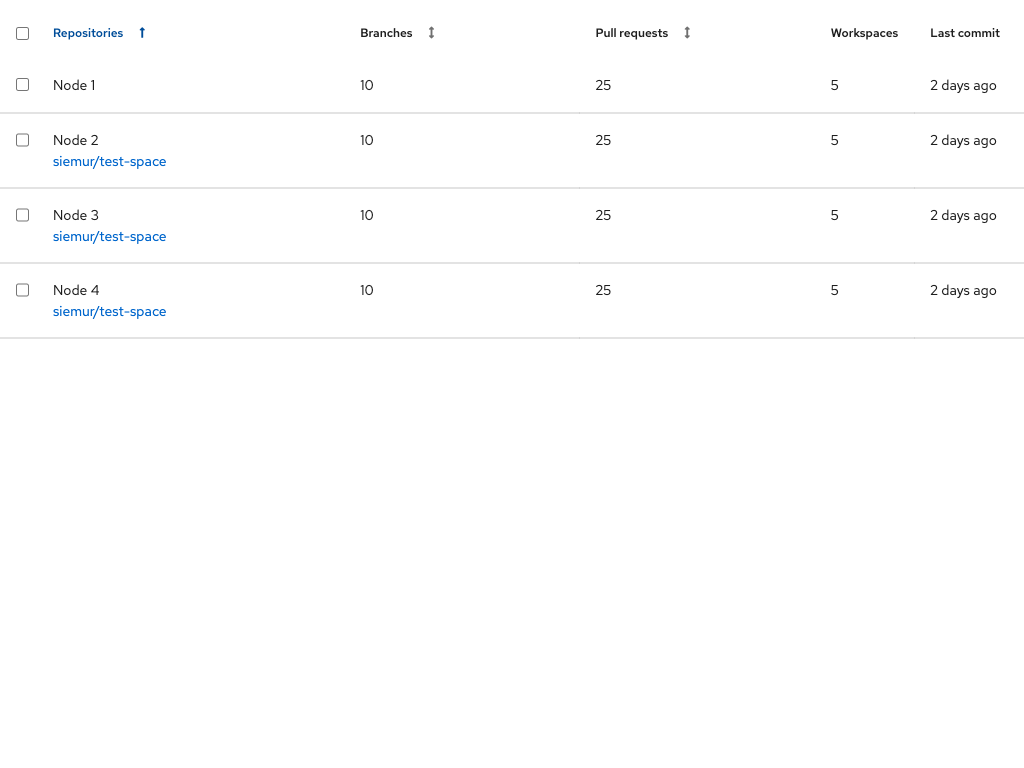 Repositories Branches Pull requests Workspaces Last commit
Node 1 10 25 5 2 days ago
Node 2 10 25 5 2 days ago
siemur/test-space
Node 3 10 25 5 2 days ago
siemur/test-space
Node 4 10 25 5 2 days ago
siemur/test-space